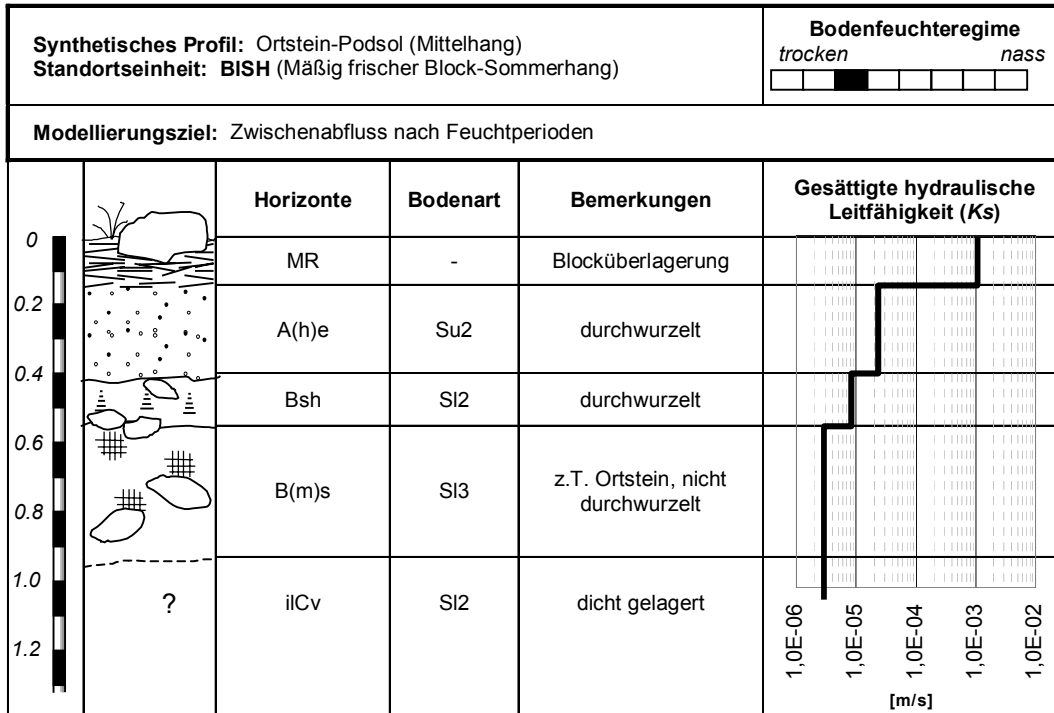 Synthetisches Profil: Ortstein-Podsol (Mittelhang)
Standortseinheit: BlSH (Mäßig frischer Block-Sommerhang)
Bodenfeuchteregime
trocken nass
Modellierungsziel: Zwischenabfluss nach Feuchtperioden
Horizonte Bodenart Bemerkungen Gesättigte hydraulische
Leitfähigkeit (Ks)
0
MR - Blocküberlagerung
0.2
A(h)e Su2 durchwurzelt
0.4
Bsh Sl2 durchwurzelt
0.6
B(m)s Sl3 z.T. Ortstein, nicht
durchwurzelt
0.8
1.0
? ilCv Sl2 dicht gelagert
1.2
1,0E-06 1,0E-05 1,0E-04 1,0E-03 1,0E-02
[m/s]